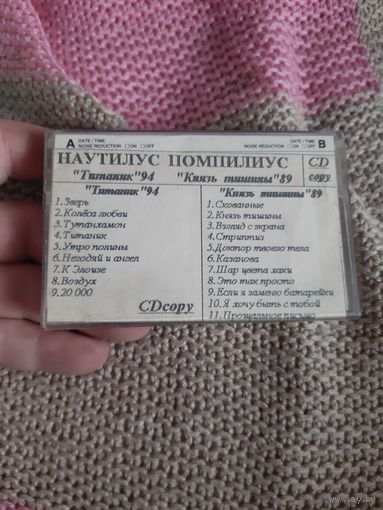 A DATE / TIME
NOISE REDUCTION □ON □OFF
DATE / TIME B
NOISE REDUCTION □ON □OFF
НАУТИЛУС ПОМПИЛИУС
"Титаник"94 "Князь тишины"89
CD
copy
"Титаник"94
1.Зверь
2.Колёса любви
3.Тутанхамон
4.Титаник
5.Утро полины
6.Негодяй и ангел
7.К Элоизе
8.Воздух
9.20 000
CDcopy
"Князь тишины"89
1.Скованные
2.Князь тишины
3.Взгляд с экрана
4.Стриптиз
5.Доктор твоего тела
6.Казанова
7.Шар цвета хаки
8.Это так просто
9.Если я заменю батарейки
10.Я хочу быть с тобой
11.Прощальное письмо
www.ay.by